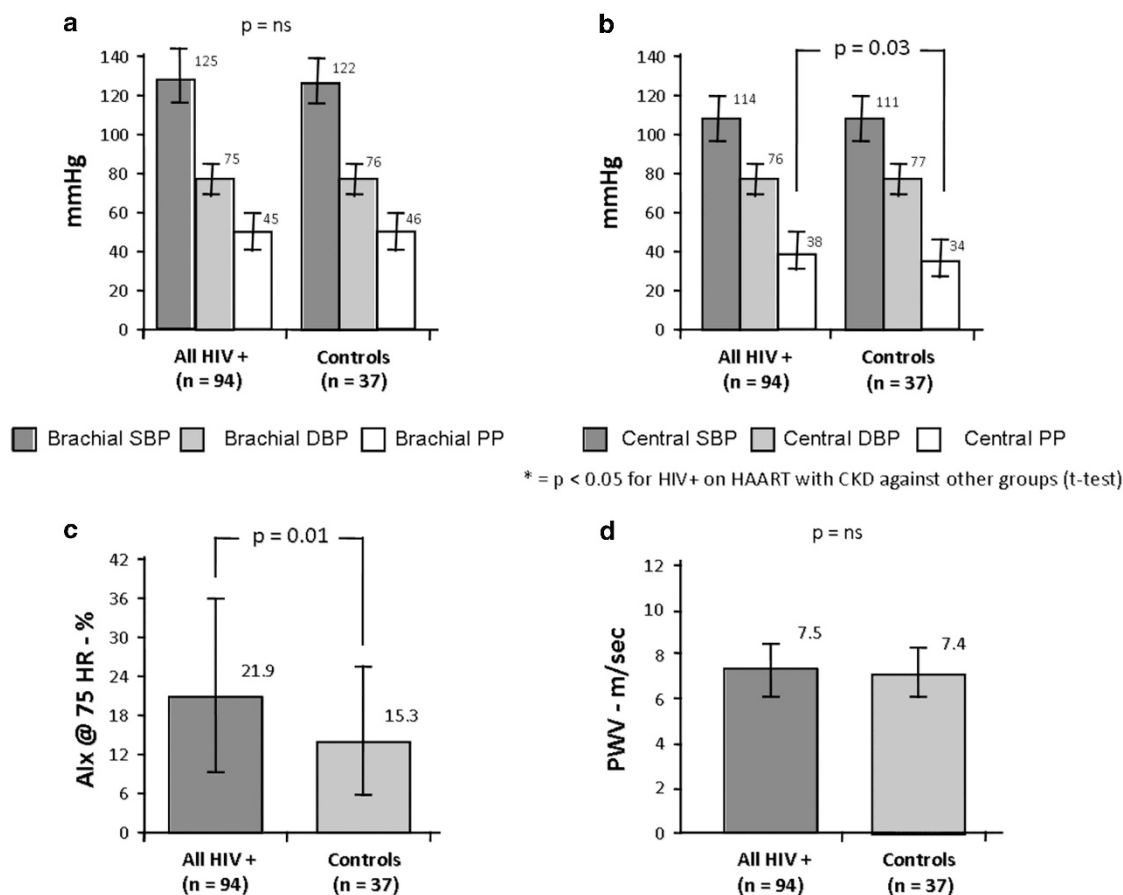 a
p = ns
140
120
100
80
60
40
20
0
mmHg
125
75
45
122
76
46
All HIV +
(n = 94)
Controls
(n = 37)
Brachial SBP Brachial DBP Brachial PP
b
p = 0.03
140
120
100
80
60
40
20
0
mmHg
114
76
38
111
77
34
All HIV +
(n = 94)
Controls
(n = 37)
Central SBP Central DBP Central PP
* = p < 0.05 for HIV+ on HAART with CKD against other groups (t-test)
c
p = 0.01
42
36
30
24
18
12
6
0
AIx @ 75 HR - %
21.9
15.3
All HIV +
(n = 94)
Controls
(n = 37)
d
p = ns
12
10
8
6
4
2
0
PWV - m/sec
7.5
7.4
All HIV +
(n = 94)
Controls
(n = 37)